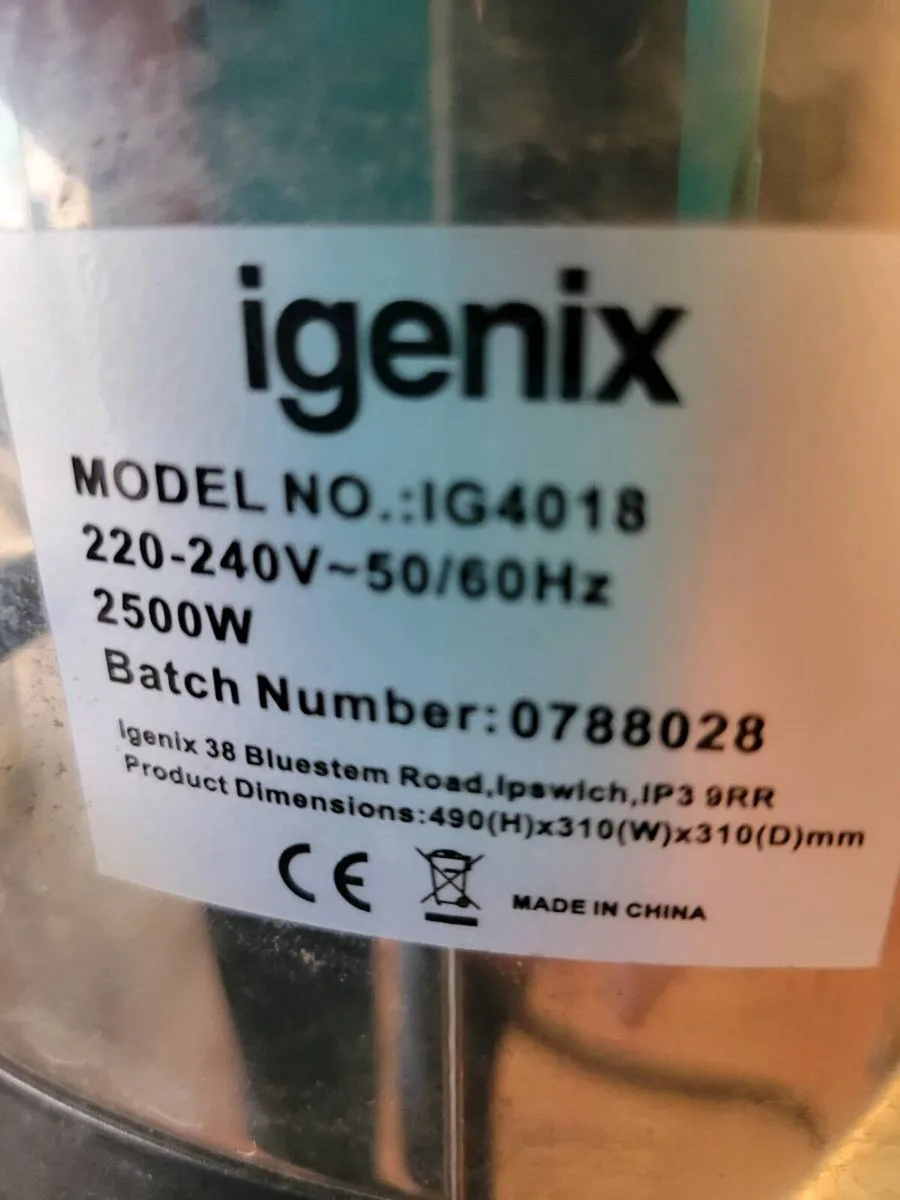 igenix
MODEL NO.:IG4018
220-240V~50/60Hz
2500W
Batch Number:0788028
Igenix 38 Bluestem Road,Ipswich,IP3 9RR
Product Dimensions:490(H)x310(W)x310(D)mm
CE
MADE IN CHINA